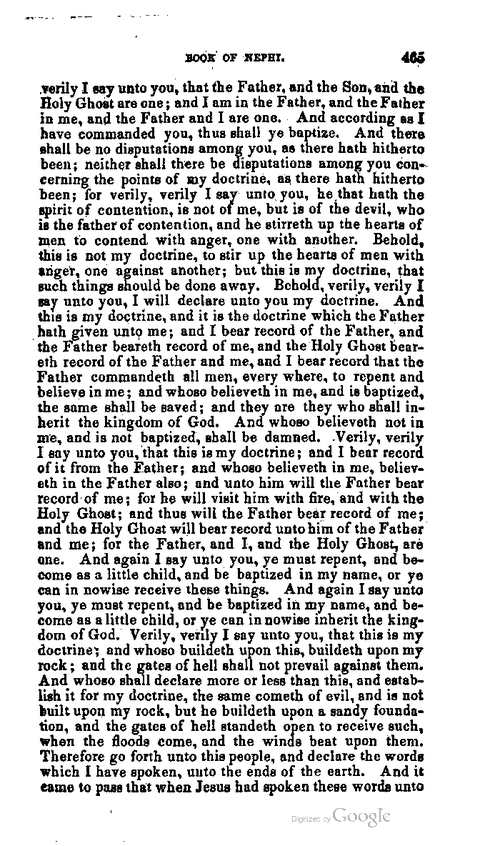 BOOK OF NEPHI. 465
verily I say unto you, that the Father, and the Son, and the
Holy Ghost are one; and I am in the Father, and the Father
in me, and the Father and I are one. And according as I
have commanded you, thus shall ye baptize. And there
shall be no disputations among you, as there hath hitherto
been; neither shall there be disputations among you con-
cerning the points of my doctrine, as there hath hitherto
been; for verily, verily I say unto you, he that hath the
spirit of contention, is not of me, but is of the devil, who
is the father of contention, and he stirreth up the hearts of
men to contend with anger, one with another. Behold,
this is not my doctrine, to stir up the hearts of men with
anger, one against another; but this is my doctrine, that
such things should be done away. Behold, verily, verily I
say unto you, I will declare unto you my doctrine. And
this is my doctrine, and it is the doctrine which the Father
hath given unto me; and I bear record of the Father, and
the Father beareth record of me, and the Holy Ghost bear-
eth record of the Father and me, and I bear record that the
Father commandeth all men, every where, to repent and
believe in me; and whoso believeth in me, and is baptized,
the same shall be saved; and they are they who shall in-
herit the kingdom of God. And whoso believeth not in
me, and is not baptized, shall be damned. Verily, verily
I say unto you, that this is my doctrine; and I bear record
of it from the Father; and whoso believeth in me, believ-
eth in the Father also; and unto him will the Father bear
record of me; for he will visit him with fire, and with the
Holy Ghost; and thus will the Father bear record of me;
and the Holy Ghost will bear record unto him of the Father
and me; for the Father, and I, and the Holy Ghost, are
one. And again I say unto you, ye must repent, and be-
come as a little child, and be baptized in my name, or ye
can in nowise receive these things. And again I say unto
you, ye must repent, and be baptized in my name, and be-
come as a little child, or ye can in nowise inherit the king-
dom of God. Verily, verily I say unto you, that this is my
doctrine; and whoso buildeth upon this, buildeth upon my
rock; and the gates of hell shall not prevail against them.
And whoso shall declare more or less than this, and estab-
lish it for my doctrine, the same cometh of evil, and is not
built upon my rock, but he buildeth upon a sandy founda-
tion, and the gates of hell standeth open to receive such,
when the floods come, and the winds beat upon them.
Therefore go forth unto this people, and declare the words
which I have spoken, unto the ends of the earth. And it
came to pass that when Jesus had spoken these words unto
Digitized by Google